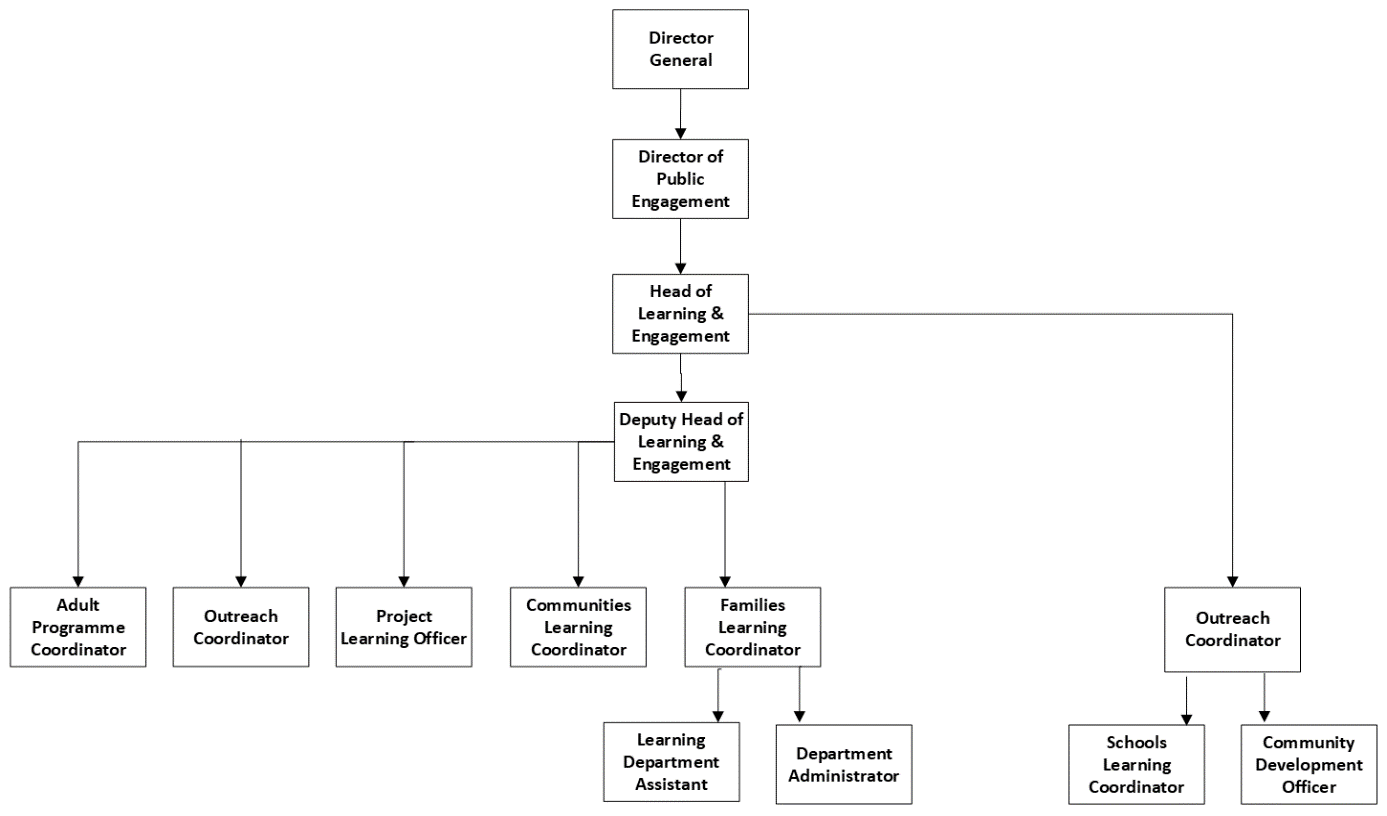 Director
General
Director of
Public
Engagement
Head of
Learning &
Engagement
Deputy Head of
Learning &
Engagement
Adult
Programme
Coordinator
Outreach
Coordinator
Project
Learning Officer
Communities
Learning
Coordinator
Families
Learning
Coordinator
Outreach
Coordinator
Learning
Department
Assistant
Department
Administrator
Schools
Learning
Coordinator
Community
Development
Officer